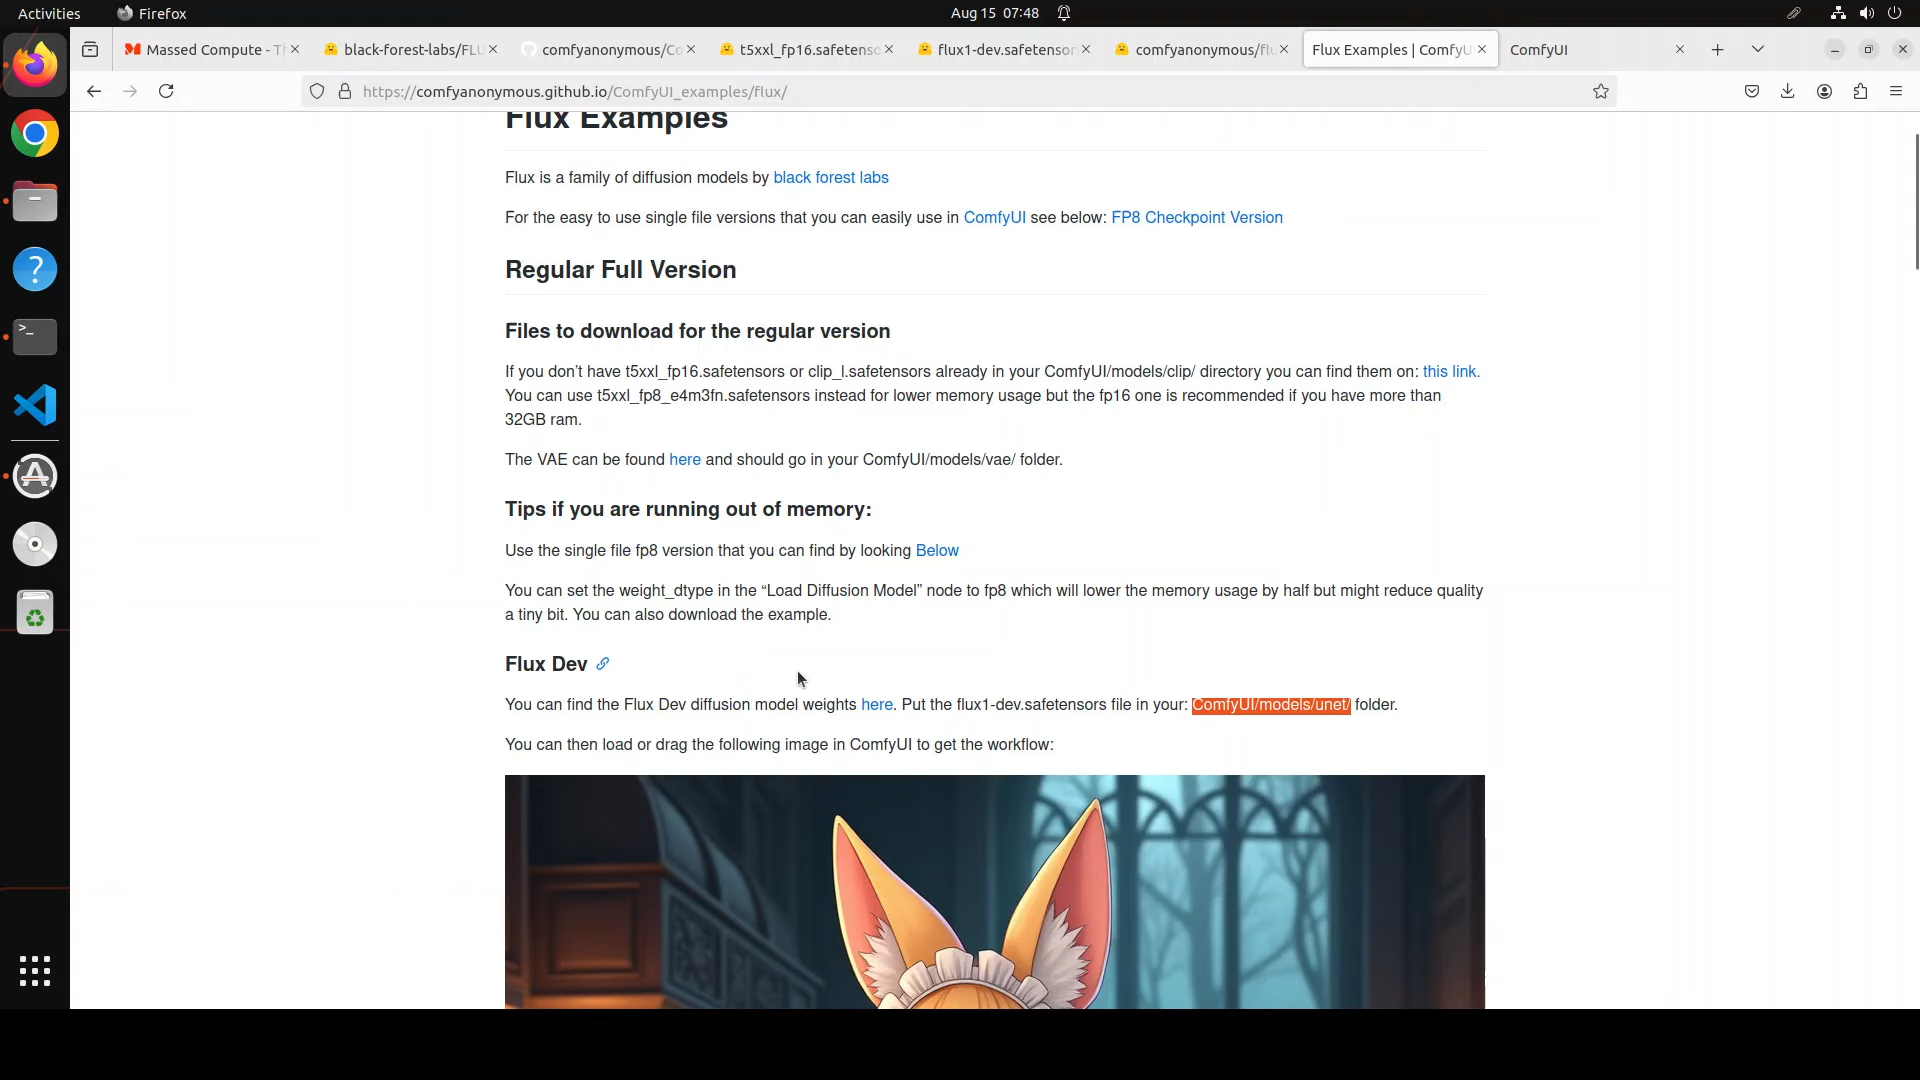 Activities
Firefox
Aug 15 07:48
Massed Compute - Th
black-forest-labs/FLU
comfyanonymous/Co
t5xxl_fp16.safetenso
flux1-dev.safetensor
comfyanonymous/flu
Flux Examples | ComfyU
ComfyUI
https://comfyanonymous.github.io/ComfyUI_examples/flux/
Flux Examples
Flux is a family of diffusion models by black forest labs
For the easy to use single file versions that you can easily use in ComfyUI see below: FP8 Checkpoint Version
Regular Full Version
Files to download for the regular version
If you don’t have t5xxl_fp16.safetensors or clip_l.safetensors already in your ComfyUI/models/clip/ directory you can find them on: this link.
You can use t5xxl_fp8_e4m3fn.safetensors instead for lower memory usage but the fp16 one is recommended if you have more than
32GB ram.
The VAE can be found here and should go in your ComfyUI/models/vae/ folder.
Tips if you are running out of memory:
Use the single file fp8 version that you can find by looking Below
You can set the weight_dtype in the “Load Diffusion Model” node to fp8 which will lower the memory usage by half but might reduce quality
a tiny bit. You can also download the example.
Flux Dev
You can find the Flux Dev diffusion model weights here. Put the flux1-dev.safetensors file in your: ComfyUI/models/unet/ folder.
You can then load or drag the following image in ComfyUI to get the workflow: